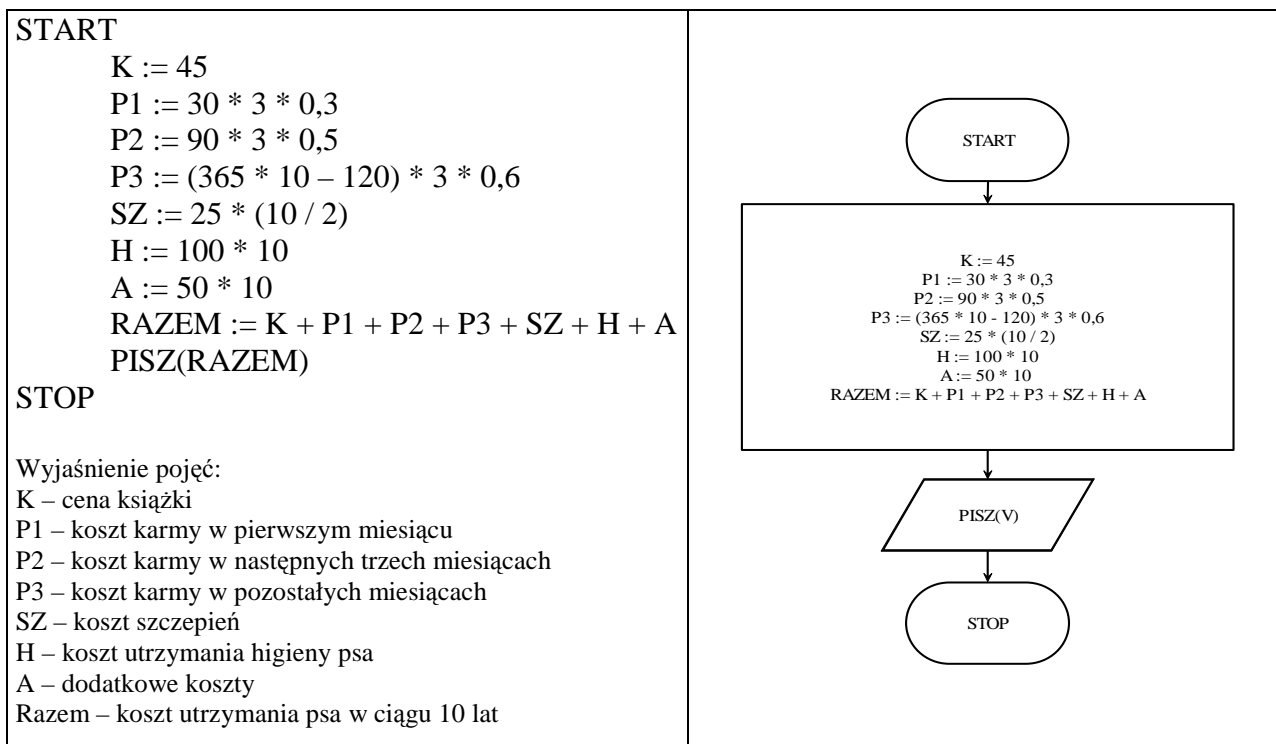 START
K := 45
P1 := 30 * 3 * 0,3
P2 := 90 * 3 * 0,5
P3 := (365 * 10 – 120) * 3 * 0,6
SZ := 25 * (10 / 2)
H := 100 * 10
A := 50 * 10
RAZEM := K + P1 + P2 + P3 + SZ + H + A
PISZ(RAZEM)
STOP
Wyjaśnienie pojęć:
K – cena książki
P1 – koszt karmy w pierwszym miesiącu
P2 – koszt karmy w następnych trzech miesiącach
P3 – koszt karmy w pozostałych miesiącach
SZ – koszt szczepień
H – koszt utrzymania higieny psa
A – dodatkowe koszty
Razem – koszt utrzymania psa w ciągu 10 lat
START
K := 45
P1 := 30 * 3 * 0,3
P2 := 90 * 3 * 0,5
P3 := (365 * 10 - 120) * 3 * 0,6
SZ := 25 * (10 / 2)
H := 100 * 10
A := 50 * 10
RAZEM := K + P1 + P2 + P3 + SZ + H + A
PISZ(V)
STOP